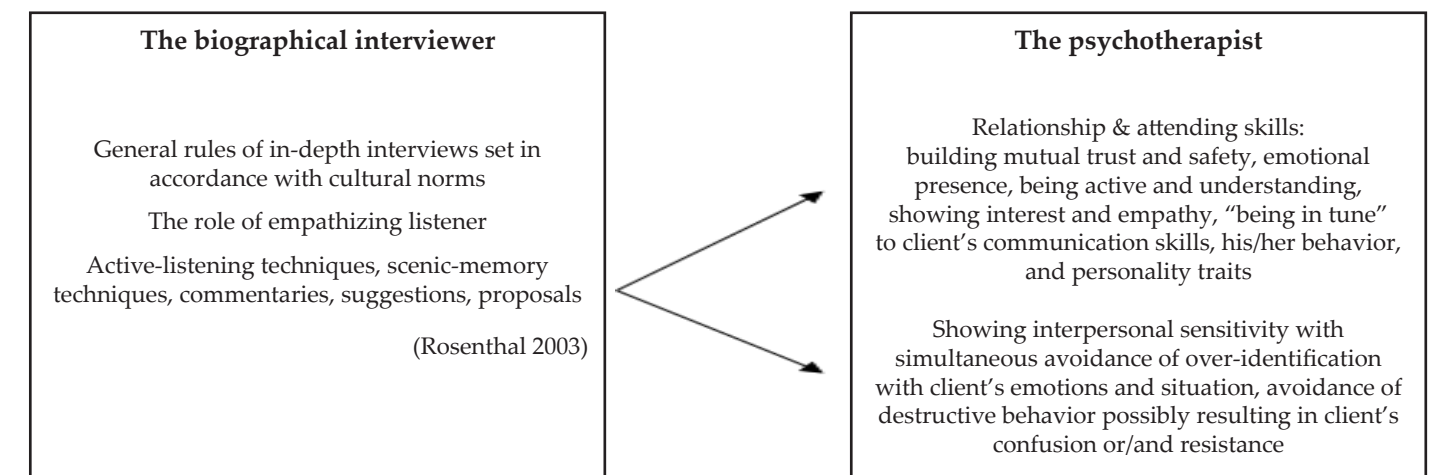 The biographical interviewer
General rules of in-depth interviews set in
accordance with cultural norms
The role of empathizing listener
Active-listening techniques, scenic-memory
techniques, commentaries, suggestions, proposals
(Rosenthal 2003)
The psychotherapist
Relationship & attending skills:
building mutual trust and safety, emotional
presence, being active and understanding,
showing interest and empathy, “being in tune”
to client’s communication skills, his/her behavior,
and personality traits
Showing interpersonal sensitivity with
simultaneous avoidance of over-identification
with client’s emotions and situation, avoidance of
destructive behavior possibly resulting in client’s
confusion or/and resistance